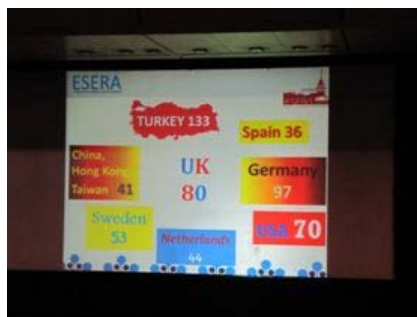 ESERA
TURKEY 133
Spain 36
China,
Hong Kong,
Taiwan 41
UK
80
Germany
97
Sweden
53
Netherlands
44
USA 70